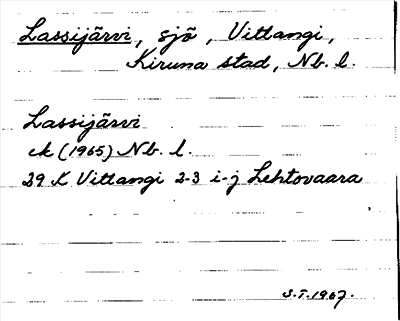 Lassijärvi, sjö, Vittangi,
Kiruna stad, Nb. l.
Lassijärvi
ek (1965) Nb. l.
29 K Vittangi 2-3 i-j Lehtovaara
S.T. 1967.